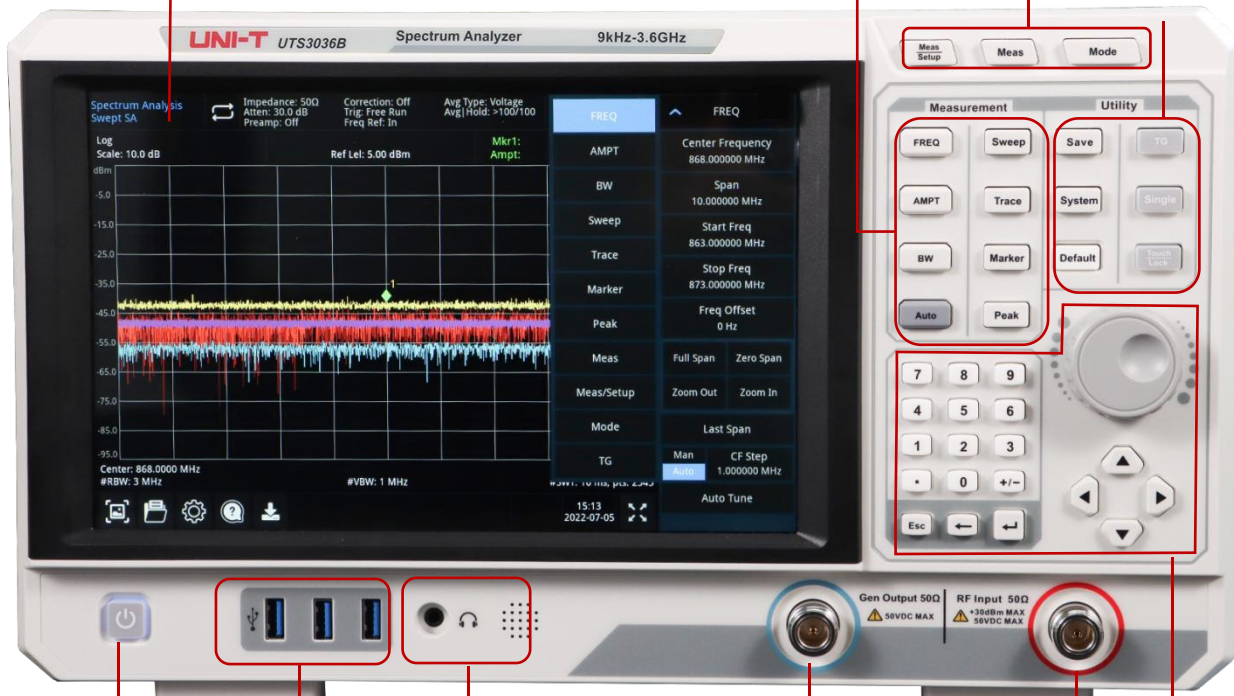 UNI-T UTS3036B Spectrum Analyzer 9kHz-3.6GHz
Meas
Setup
Meas
Mode
Spectrum Analysis
Swept SA
Impedance: 50Ω
Atten: 30.0 dB
Preamp: Off
Correction: Off
Trig: Free Run
Freq Ref: In
Avg Type: Voltage
Avg|Hold: >100/100
Log
Scale: 10.0 dB
Ref Lel: 5.00 dBm
Mkr1:
Ampt:
dBm
-5.0
-15.0
-25.0
-35.0
-45.0
-55.0
-65.0
-75.0
-85.0
-95.0
1
Center: 868.0000 MHz
#RBW: 3 MHz
#VBW: 1 MHz
15:13
2022-07-05
FREQ
AMPT
BW
Sweep
Trace
Marker
Peak
Meas
Meas/Setup
Mode
TG
FREQ
Center Frequency
868.000000 MHz
Span
10.000000 MHz
Start Freq
863.000000 MHz
Stop Freq
873.000000 MHz
Freq Offset
0 Hz
Full Span Zero Span
Zoom Out Zoom In
Last Span
Man
Auto
CF Step
1.000000 MHz
Auto Tune
Measurement
FREQ Sweep
AMPT Trace
BW Marker
Auto Peak
Utility
Save TG
System Single
Default
Touch
Lock
7 8 9
4 5 6
1 2 3
. 0 +/-
Esc ← ↵
Gen Output 50Ω
50VDC MAX
RF Input 50Ω
+30dBm MAX
50VDC MAX